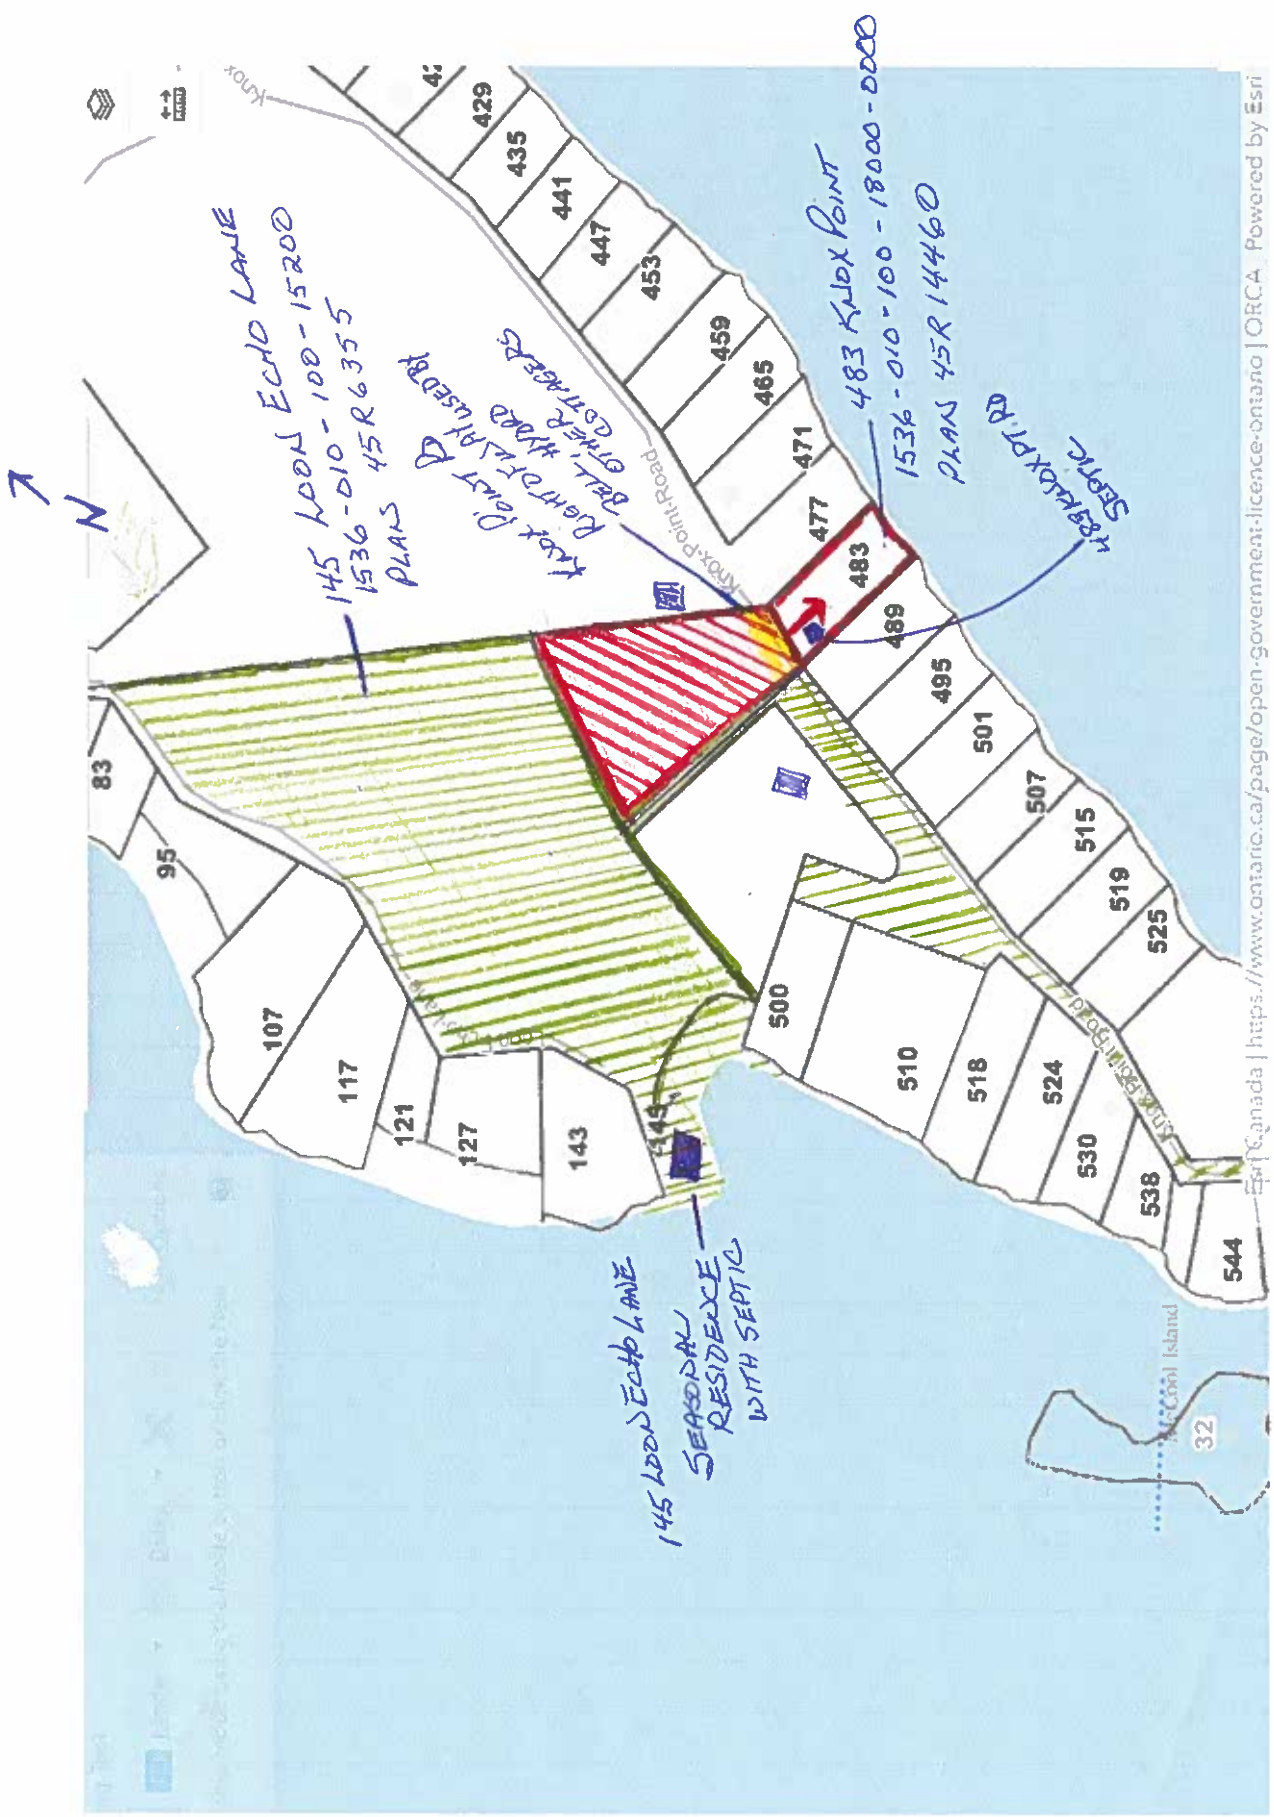 N
145 LOON ECHO LANE
1536-010-100-15200
PLAN 45R6355
KNOX POINT RD
RIGHT OF WAY USED BY
BELL, HYDRO
OTHER
COTTAGERS
483 KNOX POINT
1536-010-100-18000-0000
PLAN 45R14460
489 KNOX PT. RD
SEPTIC
145 LOON ECHO LANE
SEASONAL
RESIDENCE
WITH SEPTIC
Knox
Knox-Point-Road
429
435
441
447
453
459
465
471
477
483
489
495
501
507
515
519
525
83
95
107
117
121
127
143
145
500
510
518
524
530
538
544
McCool Island
32
Esri Canada | https://www.ontario.ca/page/open-government-licence-ontario | ORCA Powered by Esri